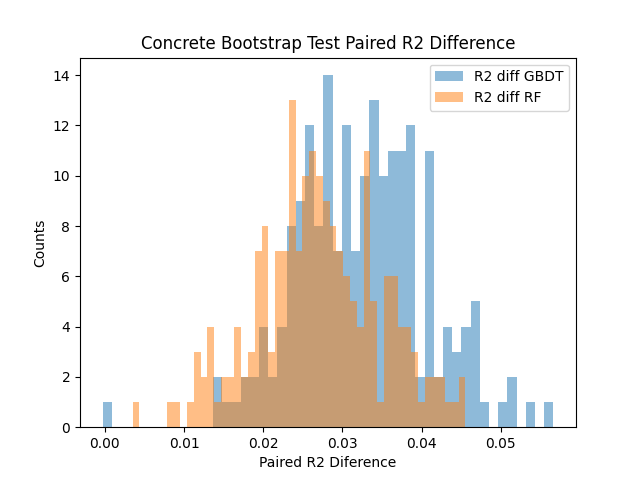 Concrete Bootstrap Test Paired R2 Difference
R2 diff GBDT
R2 diff RF
14
12
10
8
6
4
2
0
Counts
0.00 0.01 0.02 0.03 0.04 0.05
Paired R2 Diference